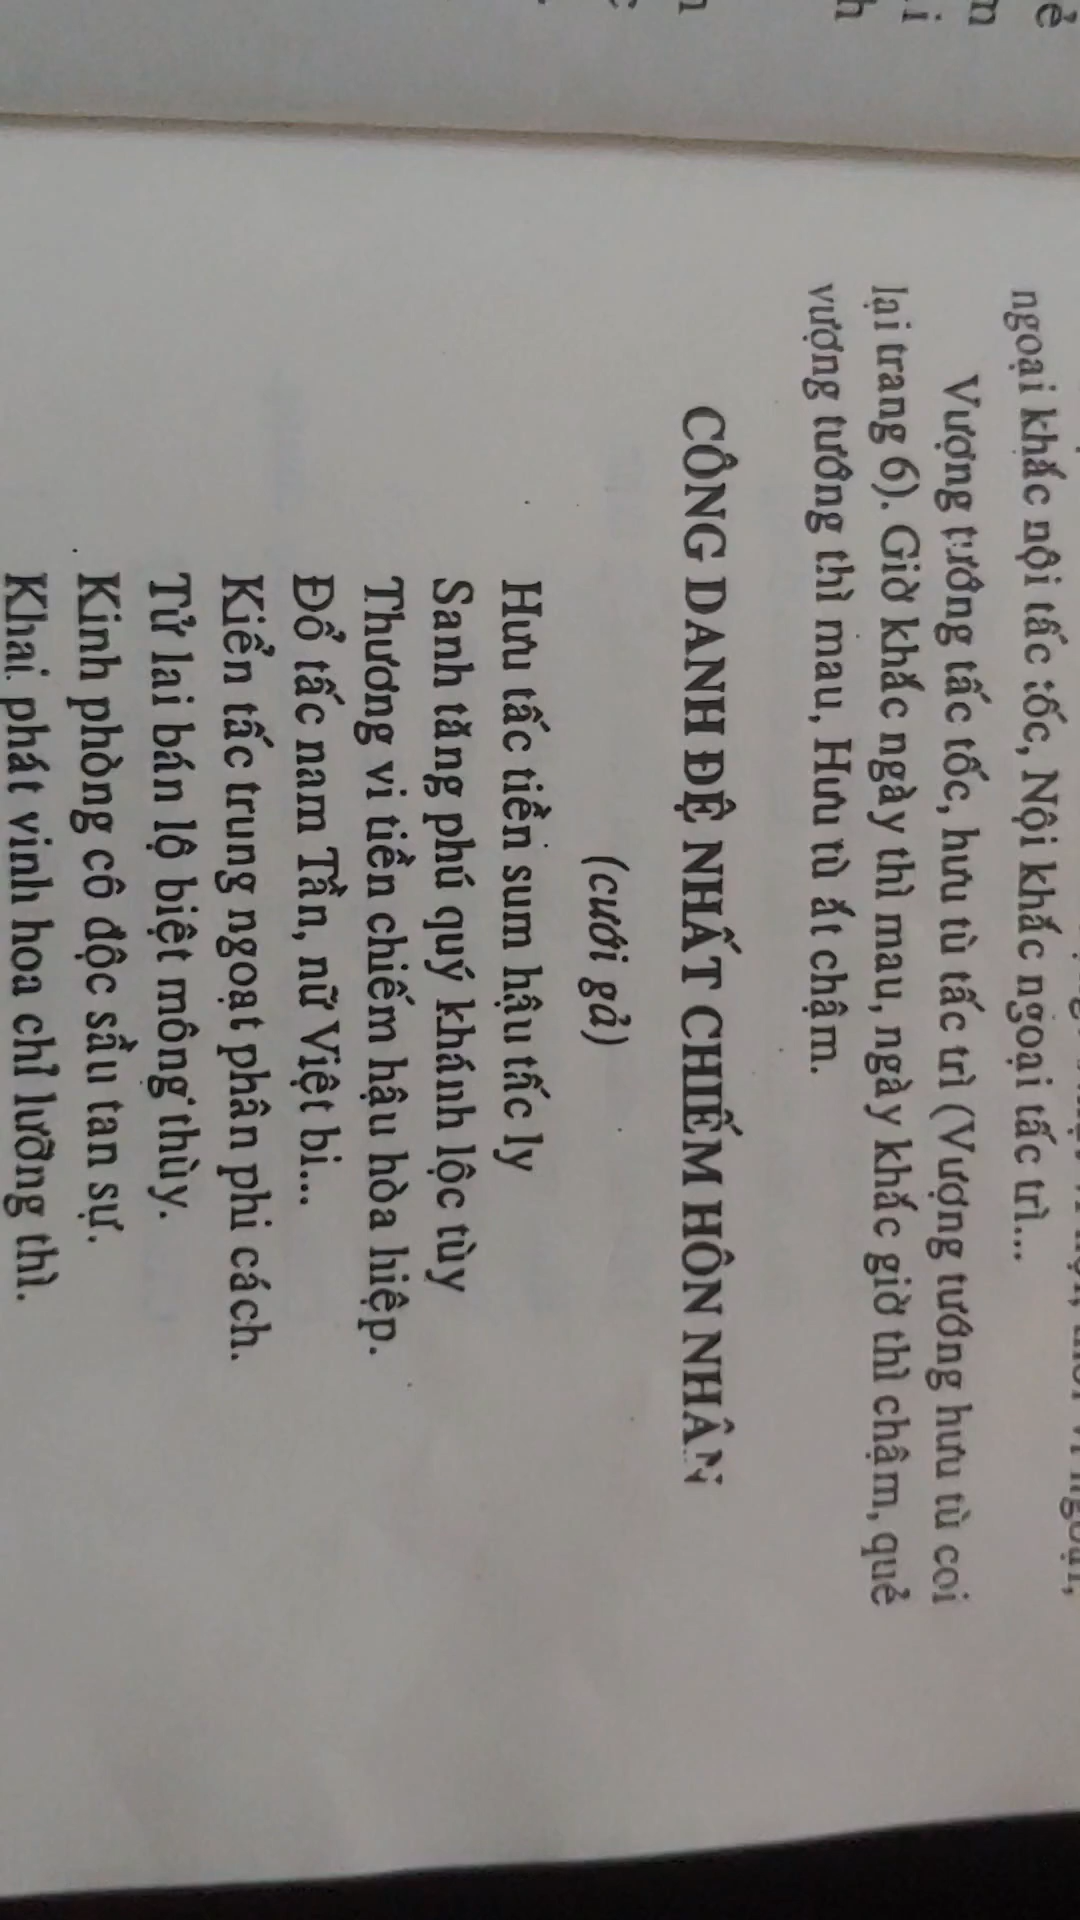 ngoại khắc nội tấc tốc, Nội khắc ngoại tấc trì...
Vượng tướng tấc tốc, hưu tù tấc trì (Vượng tướng hưu tù coi
lại trang 6). Giờ khắc ngày thì mau, ngày khắc giờ thì chậm, quẻ
vượng tướng thì mau, Hưu tù ắt chậm.
CÔNG DANH ĐỆ NHẤT CHIẾM HÔN NHÂN
(cưới gả)
Hưu tấc tiền sum hậu tấc ly
Sanh tăng phú quý khánh lộc tùy
Thương vi tiền chiếm hậu hòa hiệp.
Đổ tấc nam Tần, nữ Việt bi...
Kiển tấc trung ngoạt phân phi cách.
Tử lai bán lộ biệt mông thùy.
Kinh phòng cô độc sầu tan sự.
Khai phát vinh hoa chỉ lưỡng thì.